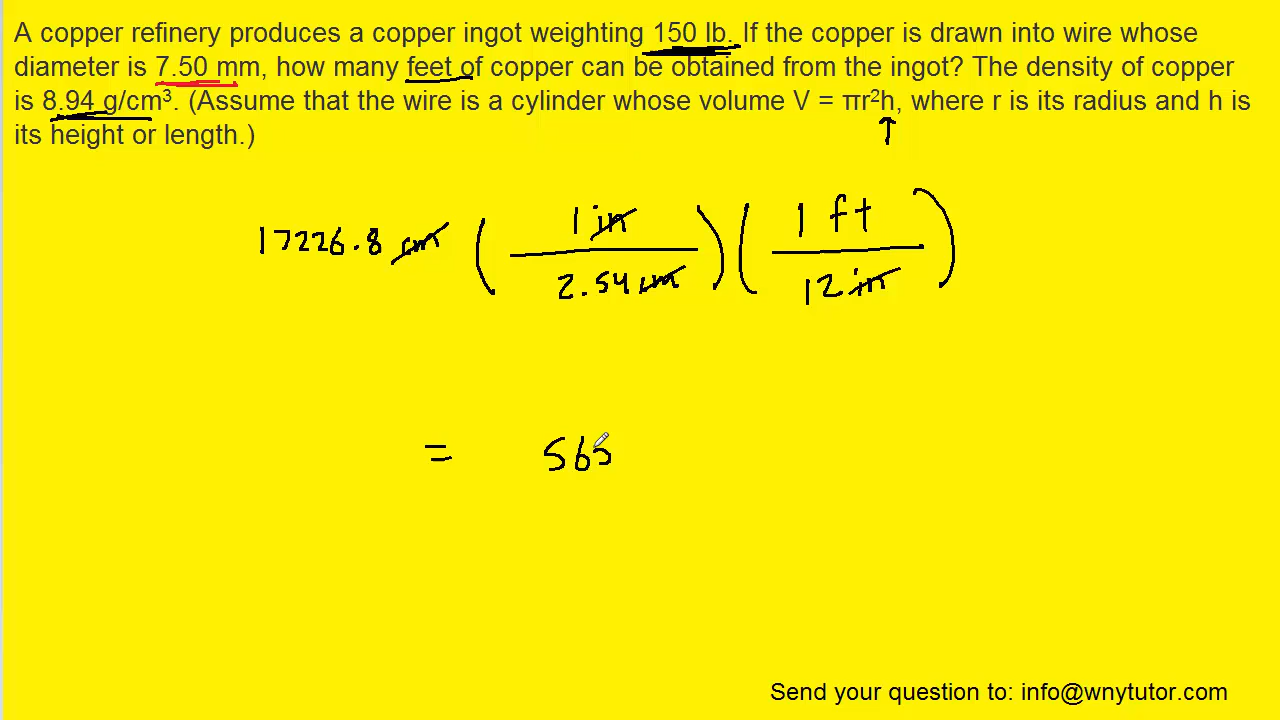 A copper refinery produces a copper ingot weighting 150 lb. If the copper is drawn into wire whose
diameter is 7.50 mm, how many feet of copper can be obtained from the ingot? The density of copper
is 8.94 g/cm³. (Assume that the wire is a cylinder whose volume V = πr²h, where r is its radius and h is
its height or length.)
17226.8 cm ( 1 in / 2.54 cm ) ( 1 ft / 12 in )
= 565
Send your question to: info@wnytutor.com